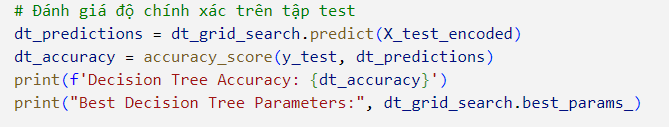 # Đánh giá độ chính xác trên tập test
dt_predictions = dt_grid_search.predict(X_test_encoded)
dt_accuracy = accuracy_score(y_test, dt_predictions)
print(f'Decision Tree Accuracy: {dt_accuracy}')
print("Best Decision Tree Parameters:", dt_grid_search.best_params_)